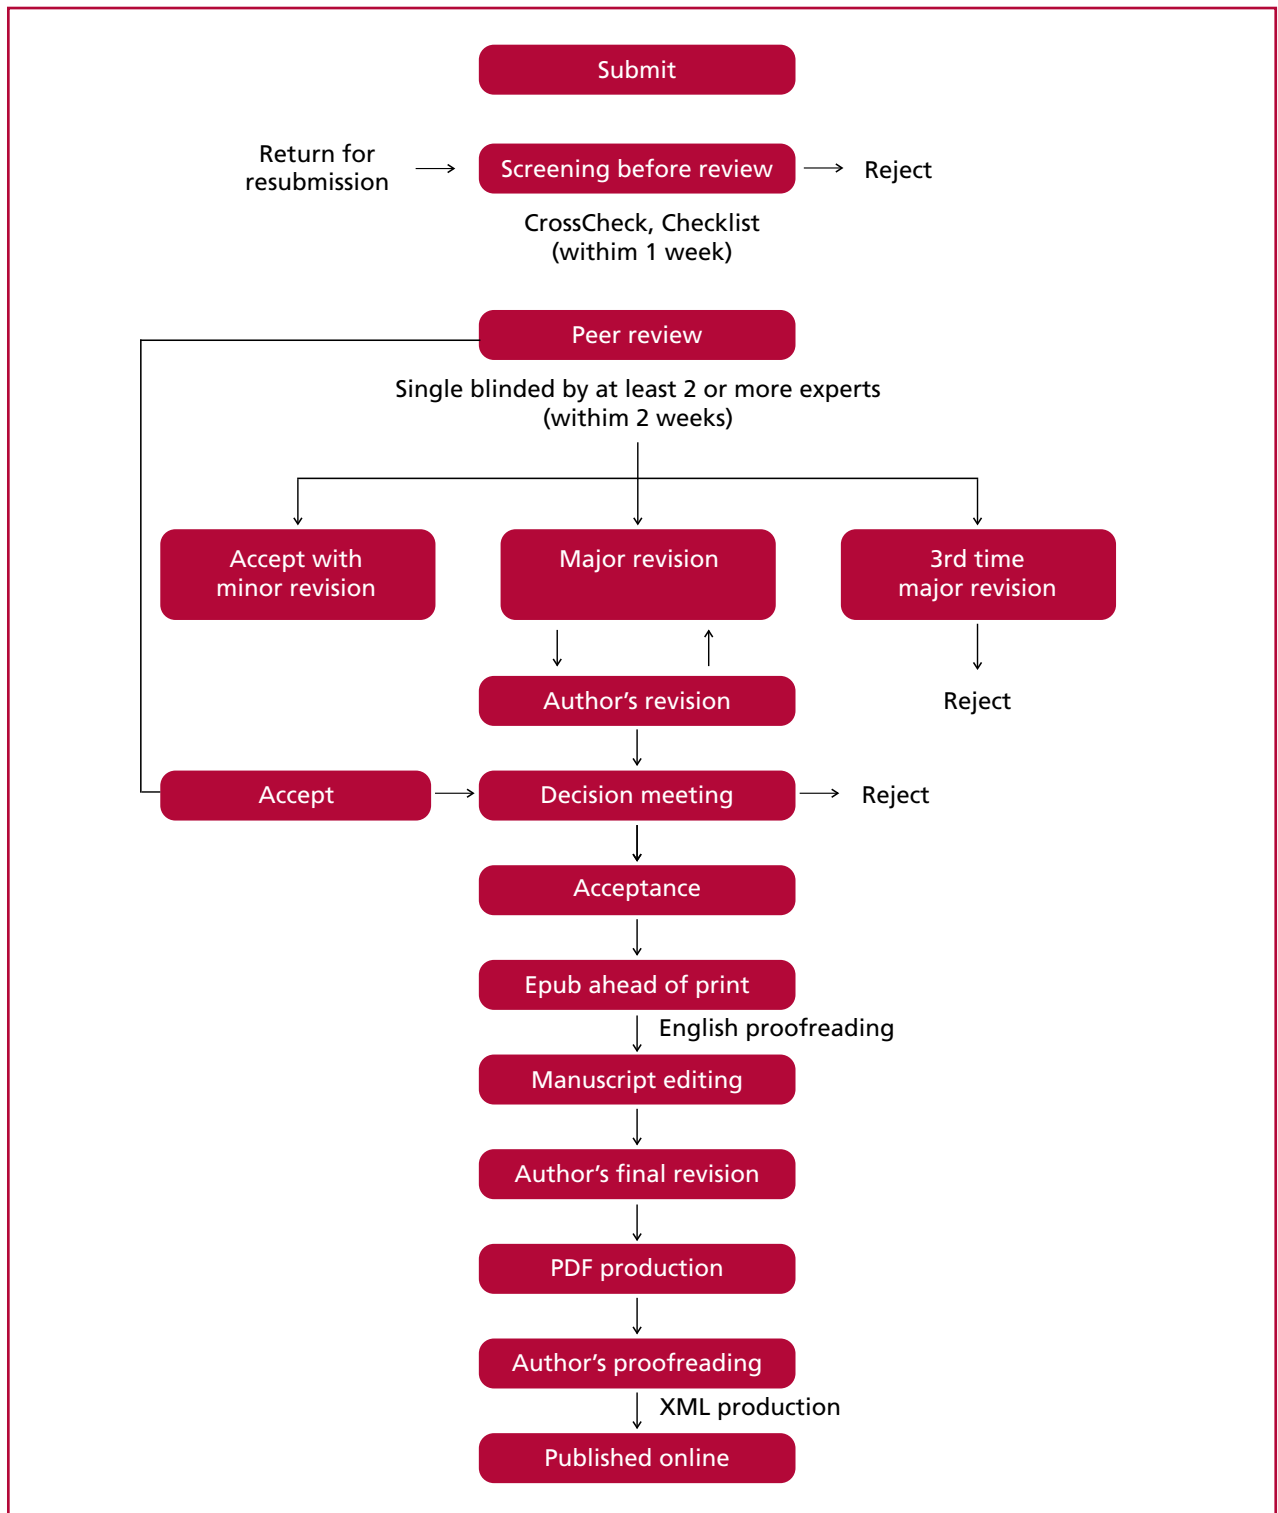 Submit
Return for
resubmission
Screening before review
Reject
CrossCheck, Checklist
(withim 1 week)
Peer review
Single blinded by at least 2 or more experts
(withim 2 weeks)
Accept with
minor revision
Major revision
3rd time
major revision
Author’s revision
Reject
Accept
Decision meeting
Reject
Acceptance
Epub ahead of print
English proofreading
Manuscript editing
Author’s final revision
PDF production
Author’s proofreading
XML production
Published online